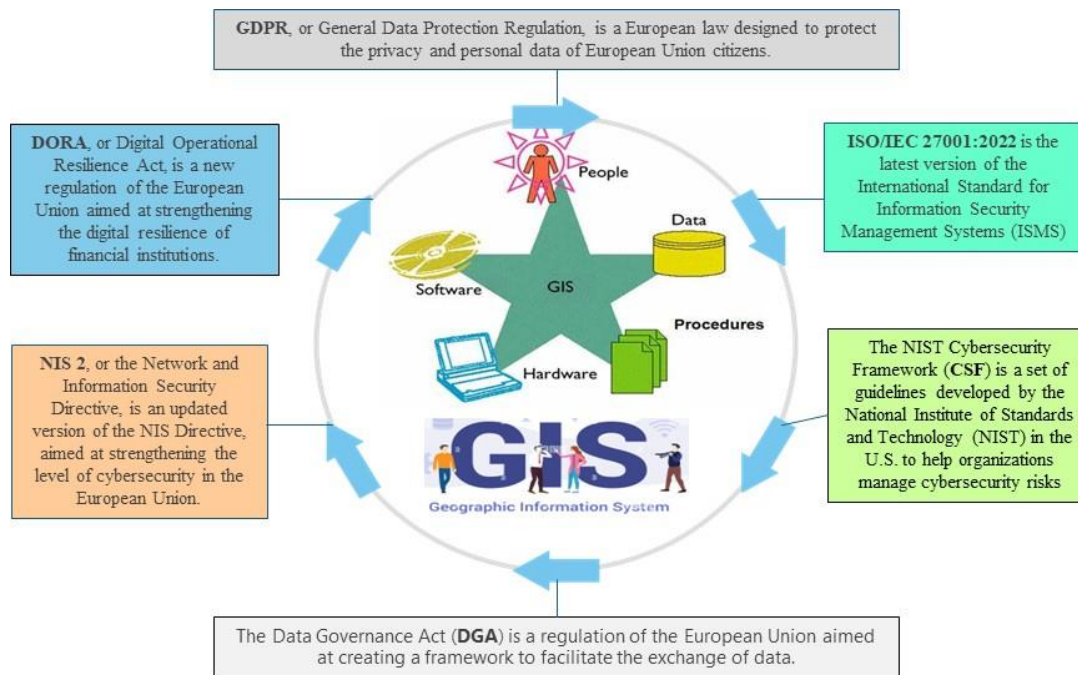 GDPR, or General Data Protection Regulation, is a European law designed to protect
the privacy and personal data of European Union citizens.
DORA, or Digital Operational
Resilience Act, is a new
regulation of the European
Union aimed at strengthening
the digital resilience of
financial institutions.
ISO/IEC 27001:2022 is the
latest version of the
International Standard for
Information Security
Management Systems (ISMS)
People
Data
Software
GIS
Procedures
Hardware
NIS 2, or the Network and
Information Security
Directive, is an updated
version of the NIS Directive,
aimed at strengthening the
level of cybersecurity in the
European Union.
The NIST Cybersecurity
Framework (CSF) is a set of
guidelines developed by the
National Institute of Standards
and Technology (NIST) in the
U.S. to help organizations
manage cybersecurity risks
GIS
Geographic Information System
The Data Governance Act (DGA) is a regulation of the European Union aimed
at creating a framework to facilitate the exchange of data.